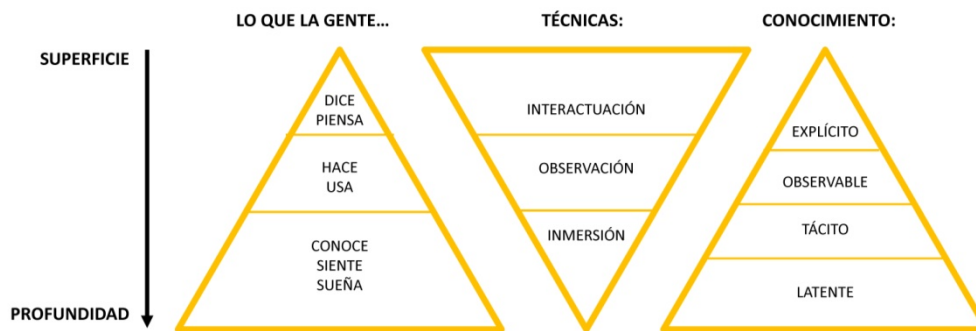 LO QUE LA GENTE...
TÉCNICAS:
CONOCIMIENTO:
SUPERFICIE
PROFUNDIDAD
DICE
PIENSA
HACE
USA
CONOCE
SIENTE
SUEÑA
INTERACTUACIÓN
OBSERVACIÓN
INMERSIÓN
EXPLÍCITO
OBSERVABLE
TÁCITO
LATENTE